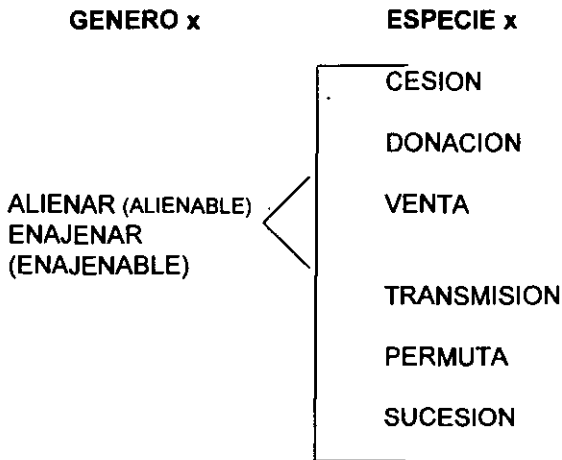 GENERO x
ESPECIE x
CESION
DONACION
ALIENAR (ALIENABLE)
ENAJENAR
(ENAJENABLE)
VENTA
TRANSMISION
PERMUTA
SUCESION